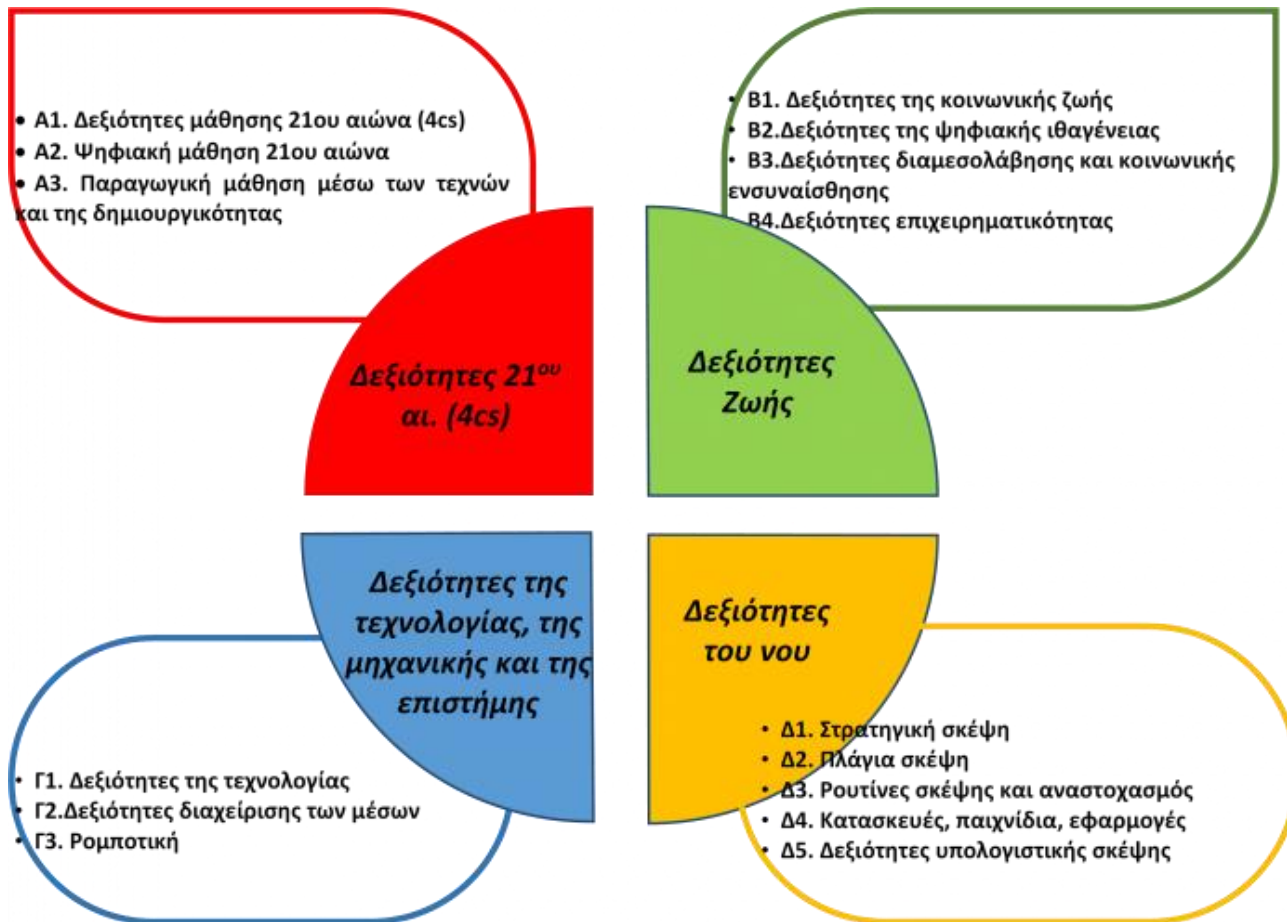 • Α1. Δεξιότητες μάθησης 21ου αιώνα (4cs)
• Α2. Ψηφιακή μάθηση 21ου αιώνα
• Α3. Παραγωγική μάθηση μέσω των τεχνών
και της δημιουργικότητας
• Β1. Δεξιότητες της κοινωνικής ζωής
• Β2.Δεξιότητες της ψηφιακής ιθαγένειας
• Β3.Δεξιότητες διαμεσολάβησης και κοινωνικής
ενσυναίσθησης
• Β4.Δεξιότητες επιχειρηματικότητας
Δεξιότητες 21ου
αι. (4cs)
Δεξιότητες
Ζωής
Δεξιότητες της
τεχνολογίας, της
μηχανικής και της
επιστήμης
Δεξιότητες
του νου
• Γ1. Δεξιότητες της τεχνολογίας
• Γ2.Δεξιότητες διαχείρισης των μέσων
• Γ3. Ρομποτική
• Δ1. Στρατηγική σκέψη
• Δ2. Πλάγια σκέψη
• Δ3. Ρουτίνες σκέψης και αναστοχασμός
• Δ4. Κατασκευές, παιχνίδια, εφαρμογές
• Δ5. Δεξιότητες υπολογιστικής σκέψης